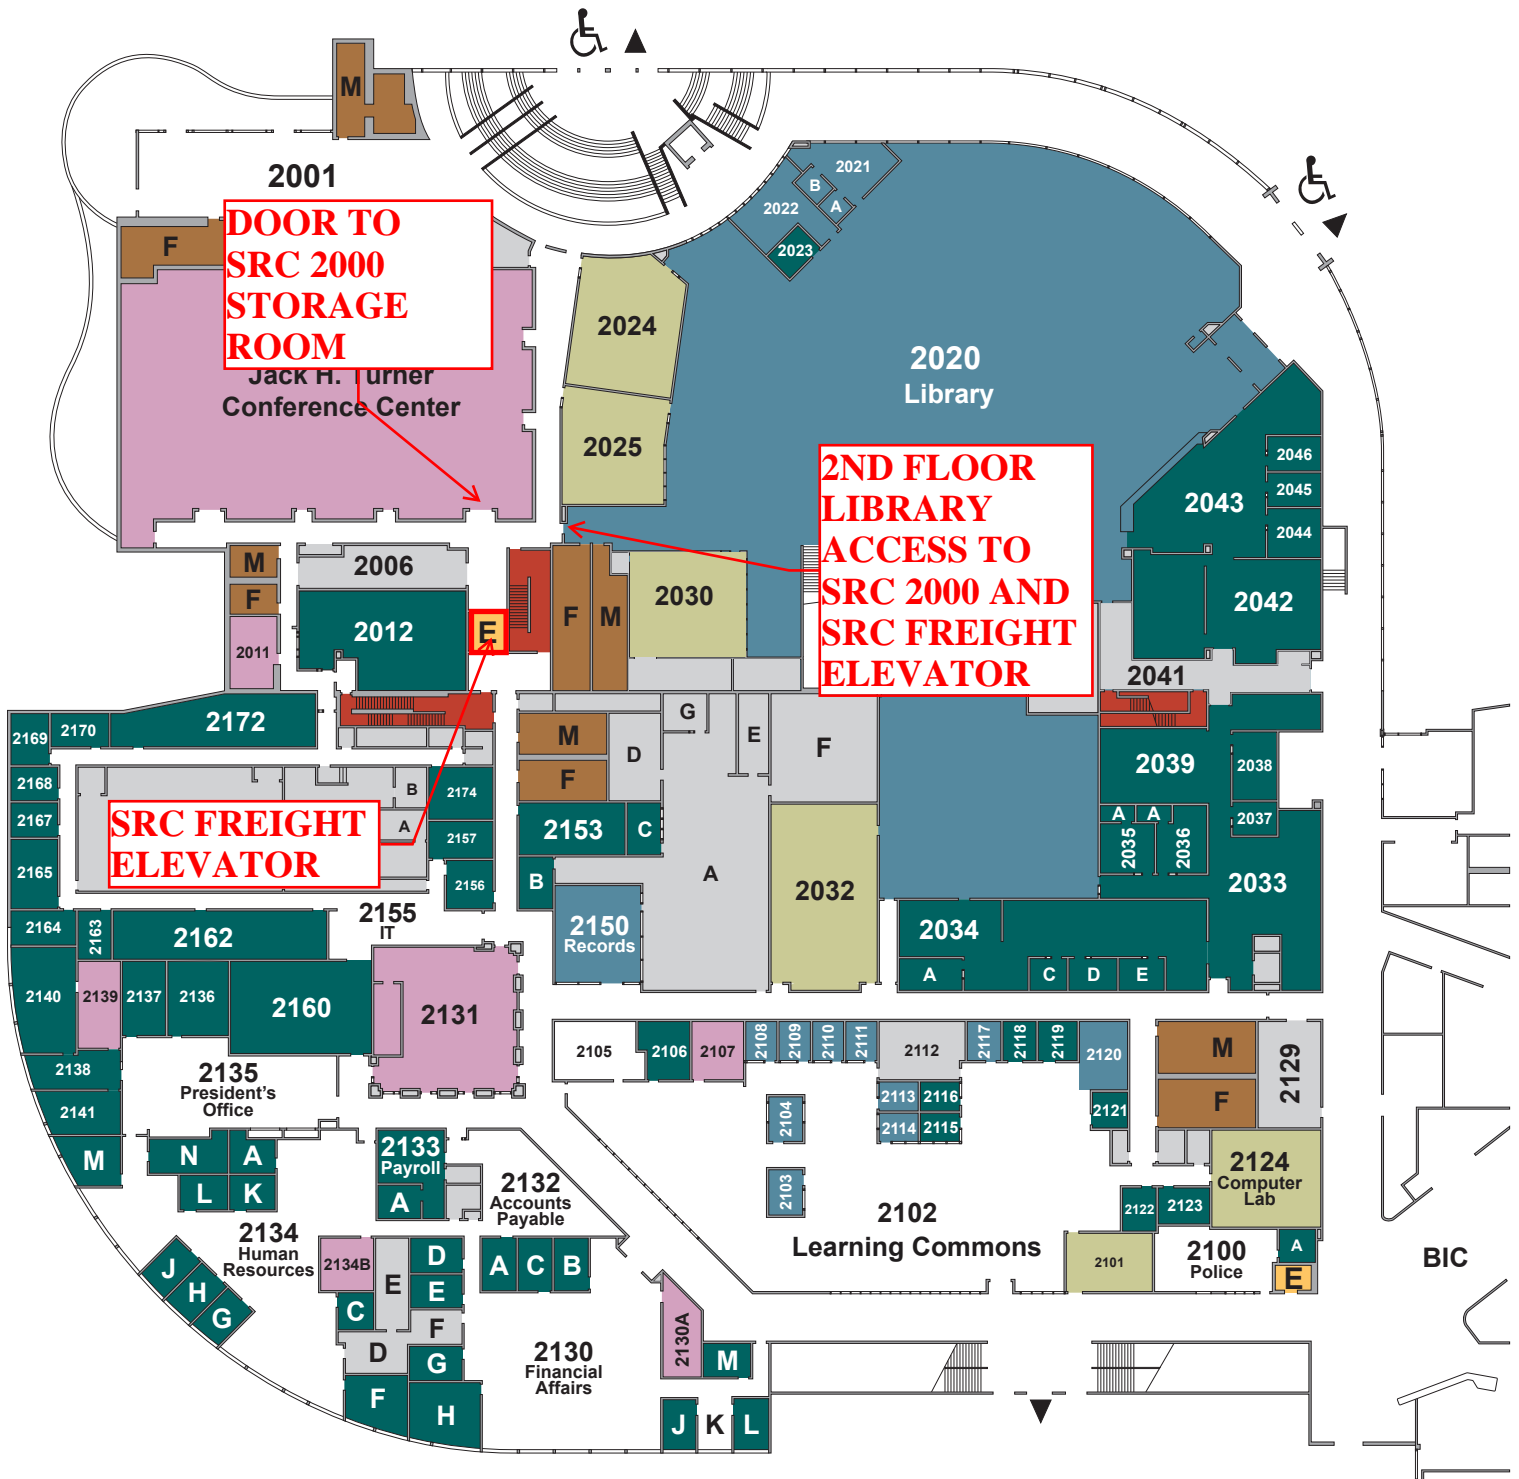 M
2001
DOOR TO
SRC 2000
STORAGE
ROOM
F
Jack H. Turner
Conference Center
2021
B
A
2022
2023
2024
2025
2020
Library
2ND FLOOR
LIBRARY
ACCESS TO
SRC 2000 AND
SRC FREIGHT
ELEVATOR
2046
2045
2044
2043
2042
2041
M
F
2011
2006
2012
E
F
M
2030
2169
2170
2172
2168
2167
2165
B
A
2174
2157
2156
SRC FREIGHT
ELEVATOR
M
F
D
G
E
F
2153
C
B
A
2032
2150
Records
2039
2038
2037
A
A
2035
2036
2033
2034
A
C
D
E
2164
2163
2162
2155
IT
2140
2139
2137
2136
2160
2131
2138
2141
M
2135
President's
Office
N
A
L
K
2133
Payroll
A
2132
Accounts
Payable
2134
Human
Resources
J
H
G
2134B
C
E
D
D
E
F
G
F
H
A
C
B
2130
Financial
Affairs
2130A
M
J
K
L
2105
2106
2107
2108
2109
2110
2111
2112
2117
2118
2119
2120
2113
2116
2114
2115
2121
2104
2103
2102
Learning Commons
M
F
2129
2124
Computer
Lab
2122
2123
2101
2100
Police
A
E
BIC